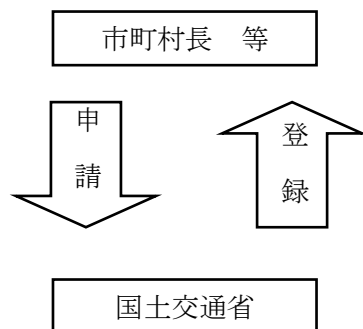 市町村長　等
申請
登録
国土交通省